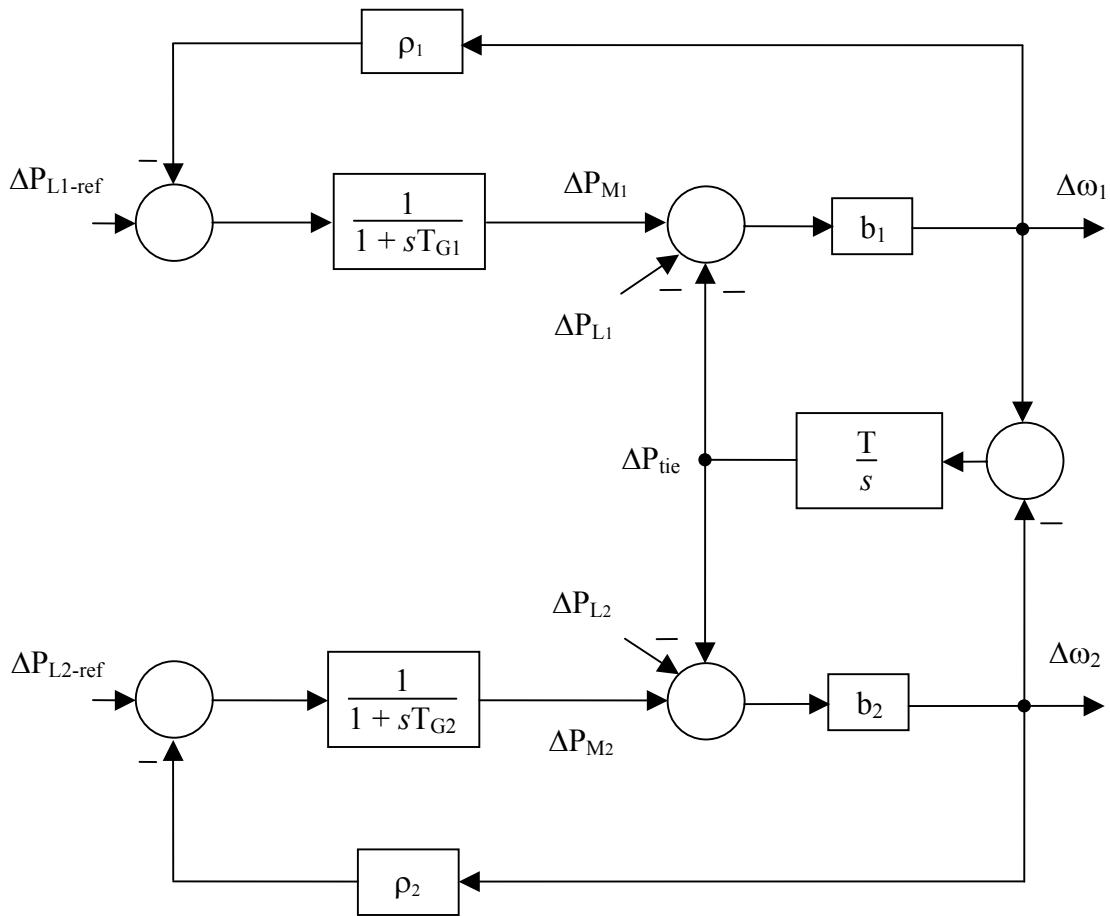 ρ₁
−
ΔP_L1-ref
1
1 + sT_G1
ΔP_M1
b₁
Δω₁
− −
ΔP_L1
T
s
ΔP_tie
−
ΔP_L2
−
ΔP_L2-ref
1
1 + sT_G2
b₂
Δω₂
ΔP_M2
−
ρ₂